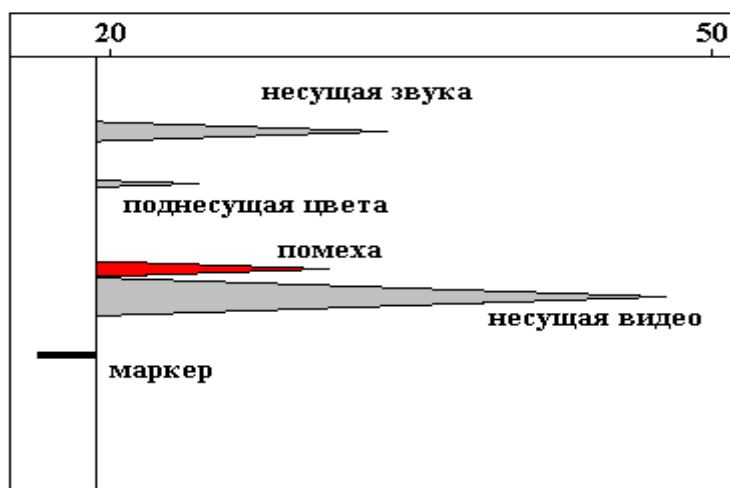 20 50
несущая звука
поднесущая цвета
помеха
несущая видео
маркер